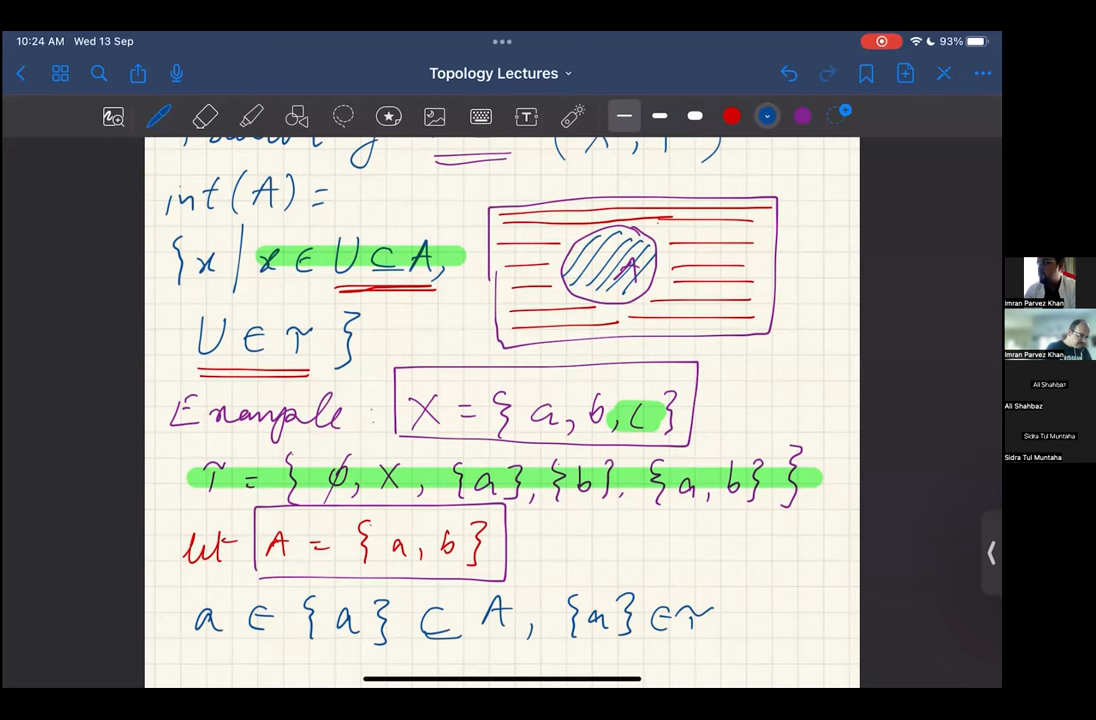 10:24 AM Wed 13 Sep
93%
Topology Lectures
T
int(A) =
{x | x ∈ U ⊆ A,
U ∈ τ }
A
Example : X = { a, b, c }
τ = { φ, X, {a}, {b}, {a, b} }
let A = { a, b }
a ∈ {a} ⊆ A, {a} ∈ τ
Imran Parvez Khan
Imran Parvez Khan
Ali Shahbaz
Ali Shahbaz
Sidra Tul Muntaha
Sidra Tul Muntaha